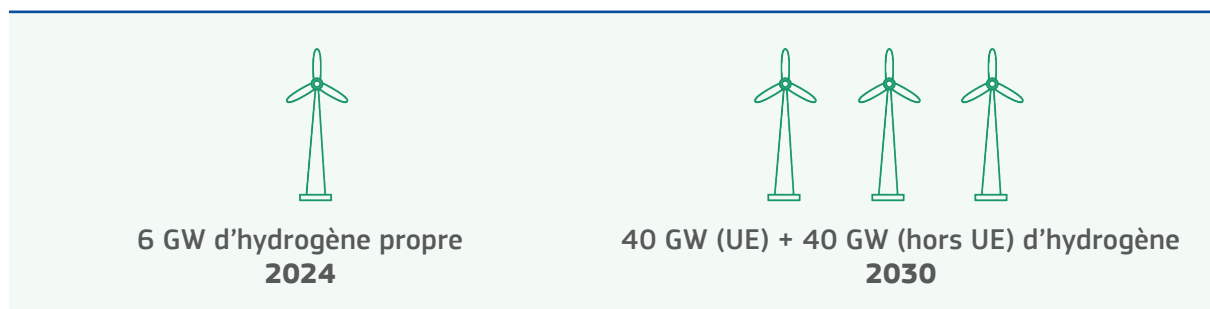 6 GW d’hydrogène propre
2024
40 GW (UE) + 40 GW (hors UE) d’hydrogène
2030